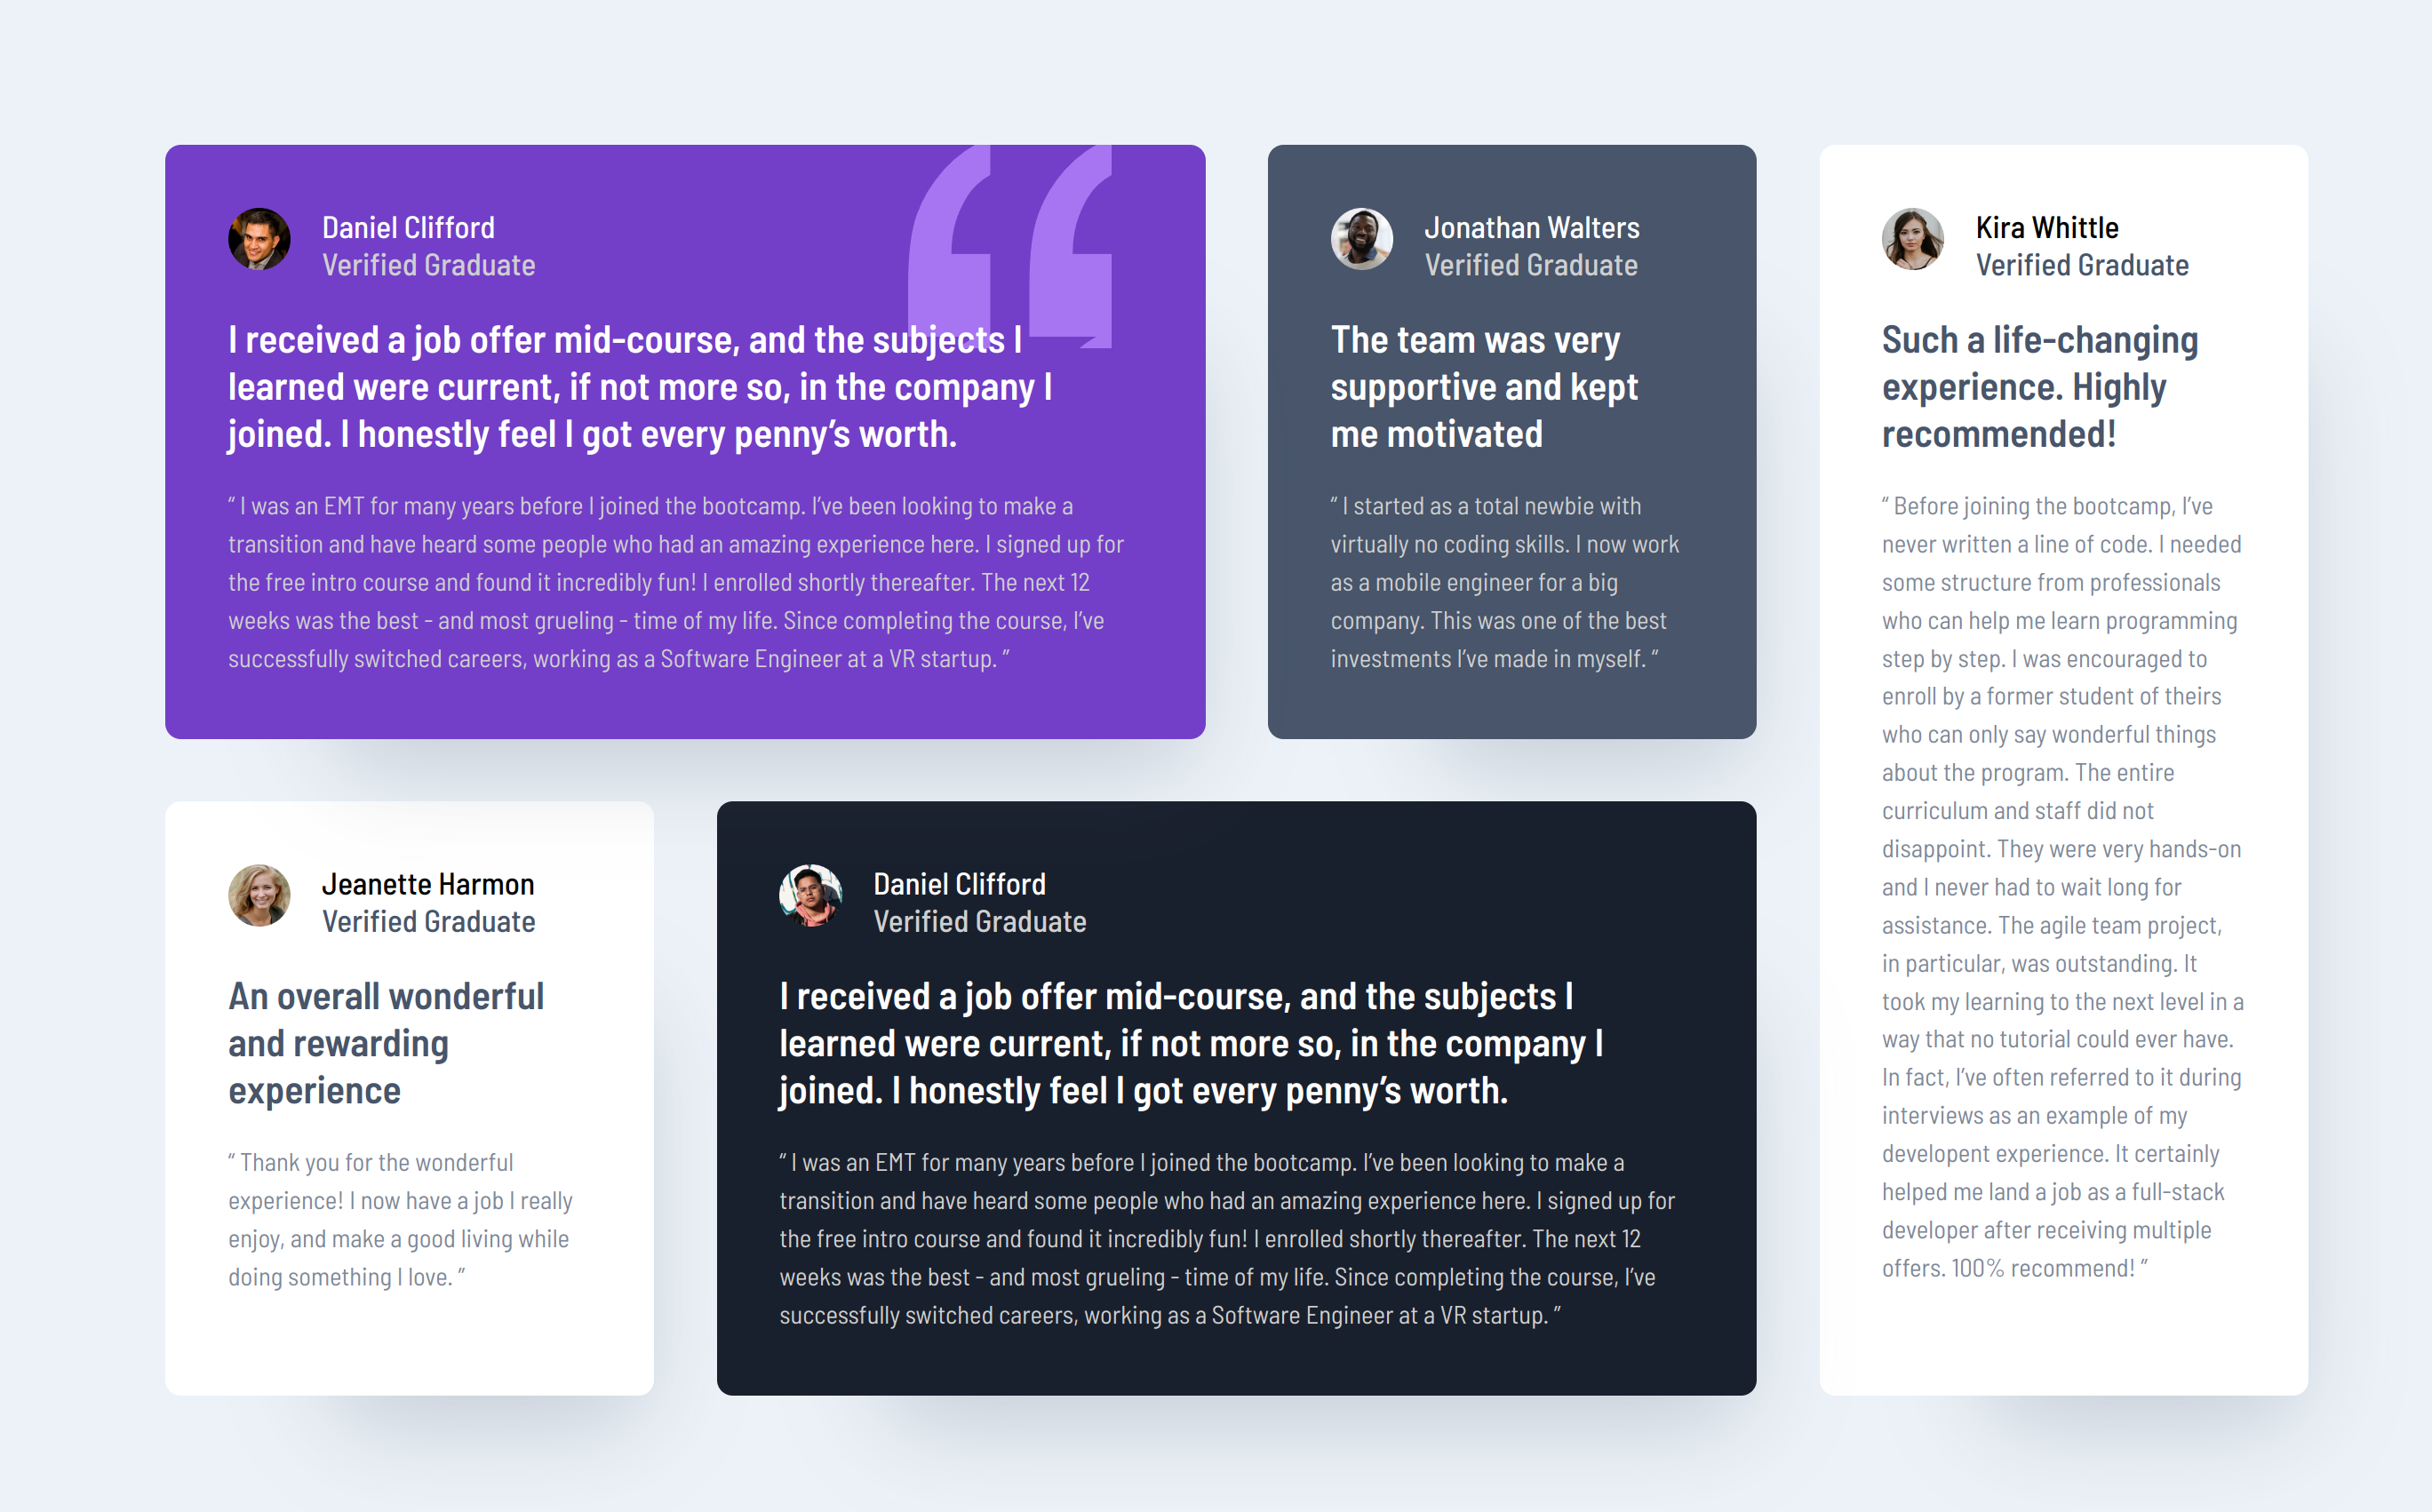 Daniel Clifford
Verified Graduate
I received a job offer mid-course, and the subjects I
learned were current, if not more so, in the company I
joined. I honestly feel I got every penny’s worth.
“ I was an EMT for many years before I joined the bootcamp. I’ve been looking to make a
transition and have heard some people who had an amazing experience here. I signed up for
the free intro course and found it incredibly fun! I enrolled shortly thereafter. The next 12
weeks was the best - and most grueling - time of my life. Since completing the course, I’ve
successfully switched careers, working as a Software Engineer at a VR startup. ”
Jonathan Walters
Verified Graduate
The team was very
supportive and kept
me motivated
“ I started as a total newbie with
virtually no coding skills. I now work
as a mobile engineer for a big
company. This was one of the best
investments I’ve made in myself. “
Kira Whittle
Verified Graduate
Such a life-changing
experience. Highly
recommended!
“ Before joining the bootcamp, I’ve
never written a line of code. I needed
some structure from professionals
who can help me learn programming
step by step. I was encouraged to
enroll by a former student of theirs
who can only say wonderful things
about the program. The entire
curriculum and staff did not
disappoint. They were very hands-on
and I never had to wait long for
assistance. The agile team project,
in particular, was outstanding. It
took my learning to the next level in a
way that no tutorial could ever have.
In fact, I’ve often referred to it during
interviews as an example of my
developent experience. It certainly
helped me land a job as a full-stack
developer after receiving multiple
offers. 100% recommend! ”
Jeanette Harmon
Verified Graduate
An overall wonderful
and rewarding
experience
“ Thank you for the wonderful
experience! I now have a job I really
enjoy, and make a good living while
doing something I love. ”
Daniel Clifford
Verified Graduate
I received a job offer mid-course, and the subjects I
learned were current, if not more so, in the company I
joined. I honestly feel I got every penny’s worth.
“ I was an EMT for many years before I joined the bootcamp. I’ve been looking to make a
transition and have heard some people who had an amazing experience here. I signed up for
the free intro course and found it incredibly fun! I enrolled shortly thereafter. The next 12
weeks was the best - and most grueling - time of my life. Since completing the course, I’ve
successfully switched careers, working as a Software Engineer at a VR startup. ”